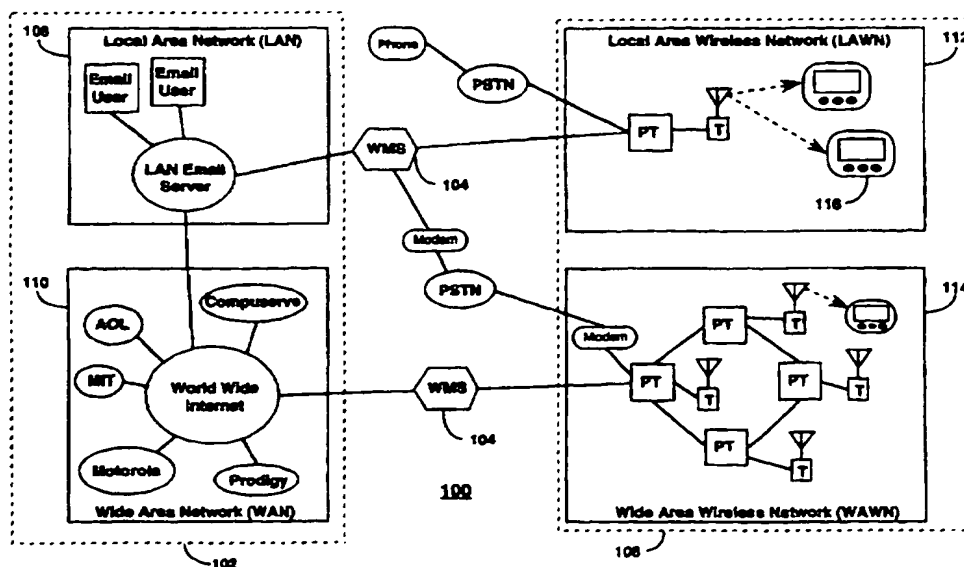 108
Local Area Network (LAN)
Email
User
Email
User
LAN Email
Server
Phone
PSTN
WMS
104
Local Area Wireless Network (LAWN)
112
PT
T
116
Modem
PSTN
Modem
110
Compuserve
AOL
MIT
World Wide
Internet
Motorola
Prodigy
Wide Area Network (WAN)
102
WMS
104
100
114
PT
T
PT
T
PT
T
PT
T
Wide Area Wireless Network (WAWN)
106